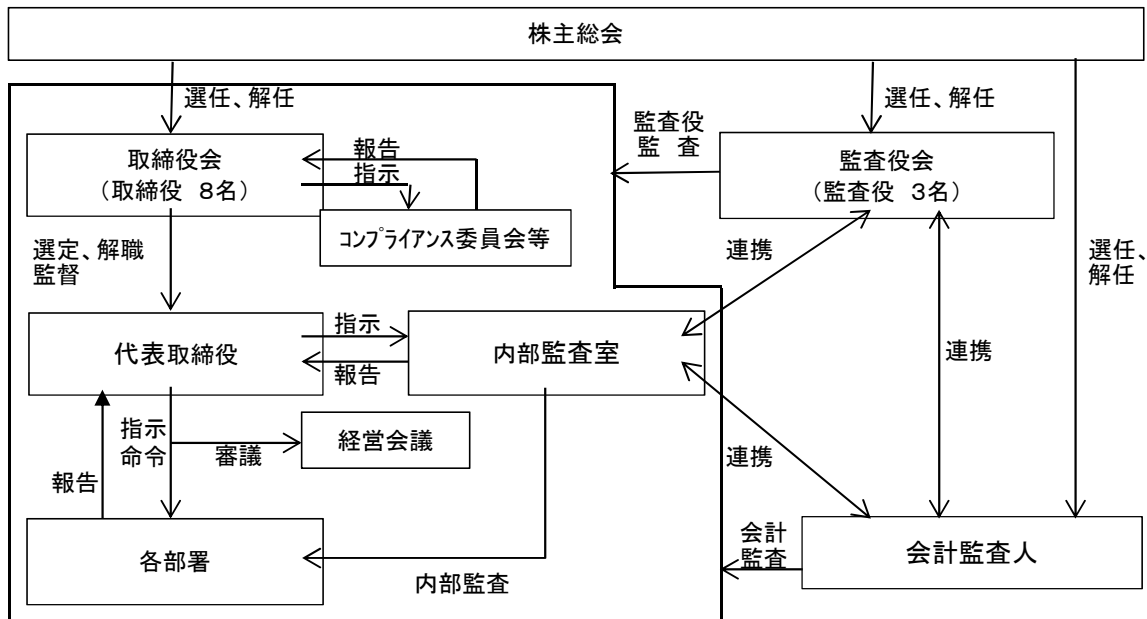 株主総会
選任、解任
選任、解任
監査役
監 査
取締役会
(取締役 8名)
報告
指示
監査役会
(監査役 3名)
コンプライアンス委員会等
選定、解職
監督
連携
選任、
解任
代表取締役
指示
報告
内部監査室
連携
指示
命令
審議
経営会議
連携
報告
各部署
内部監査
会計
監査
会計監査人